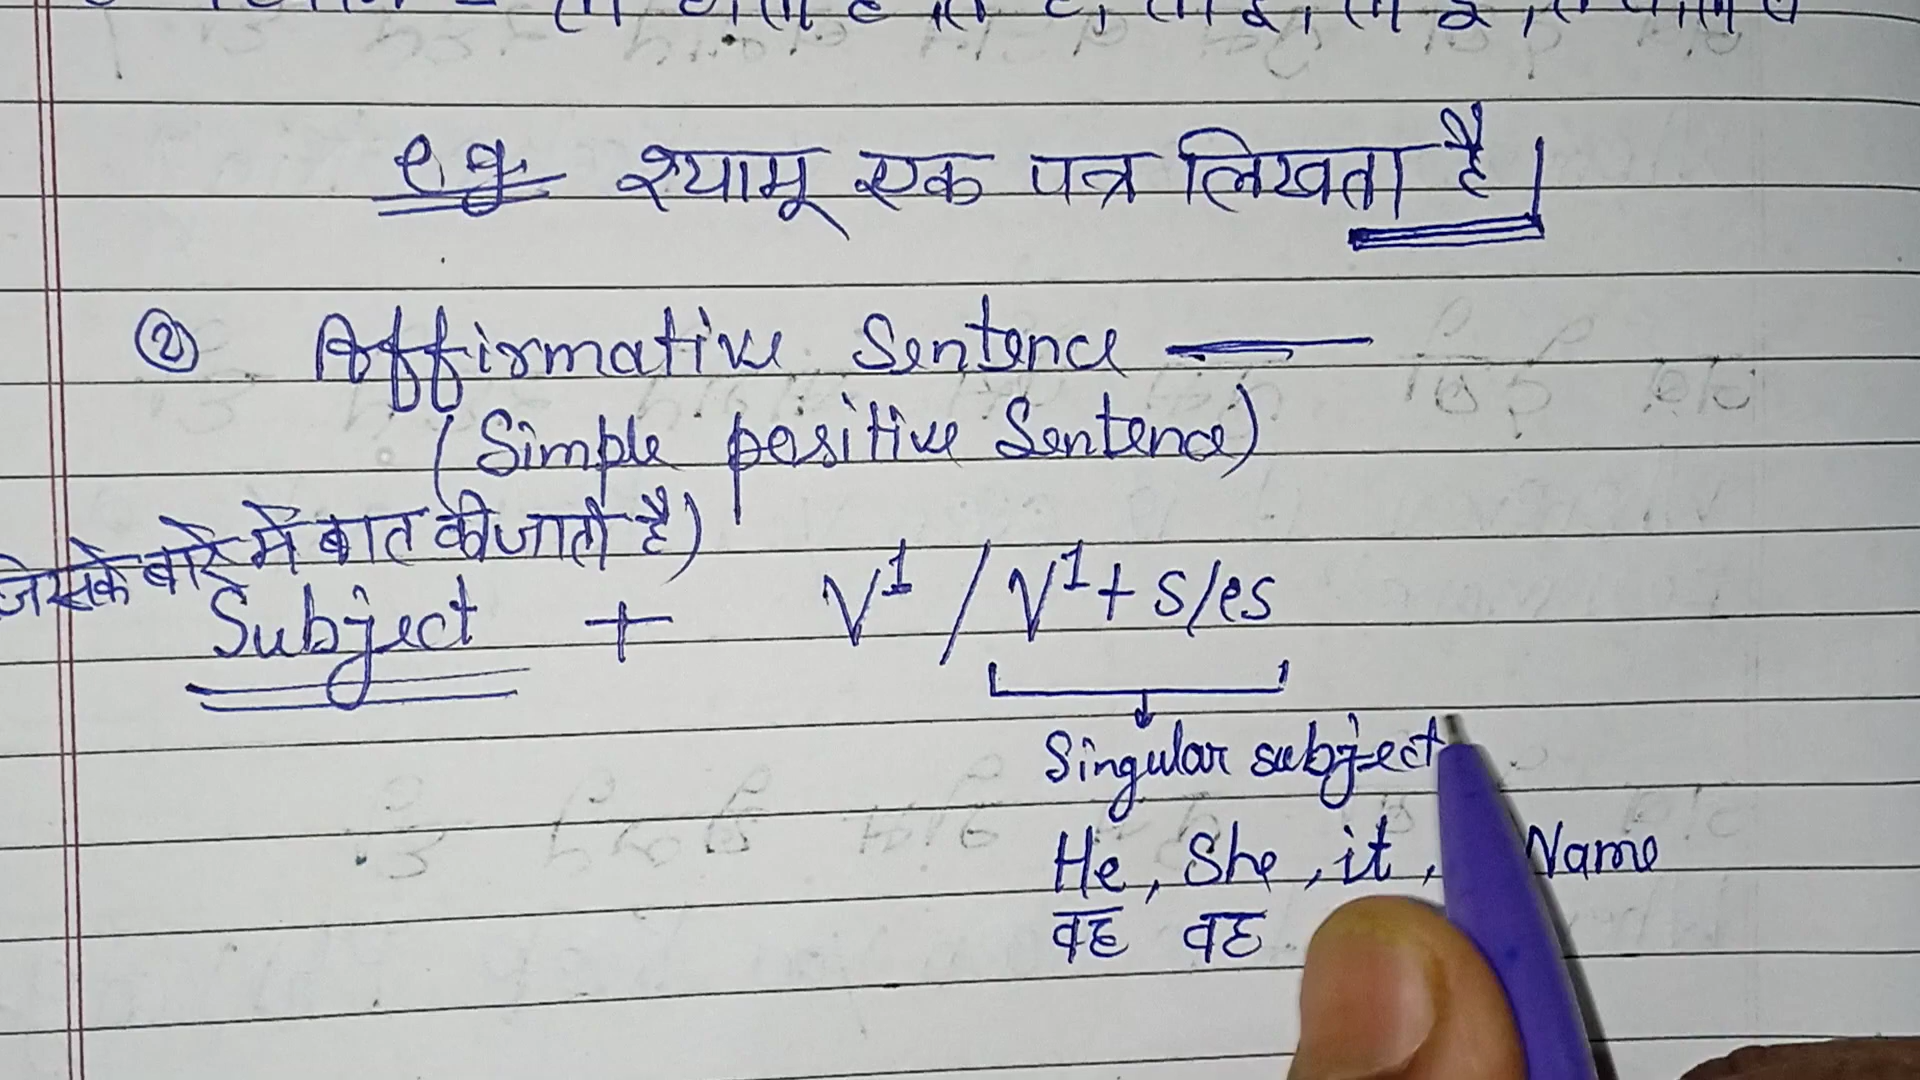 e.g. श्यामू एक पत्र लिखता है।
② Affirmative Sentence —
(Simple positive Sentence)
जिसके बारे में बात की जाती है)
Subject + V¹ / V¹ + s/es
Singular subject
He, She, it, Name
वह वह